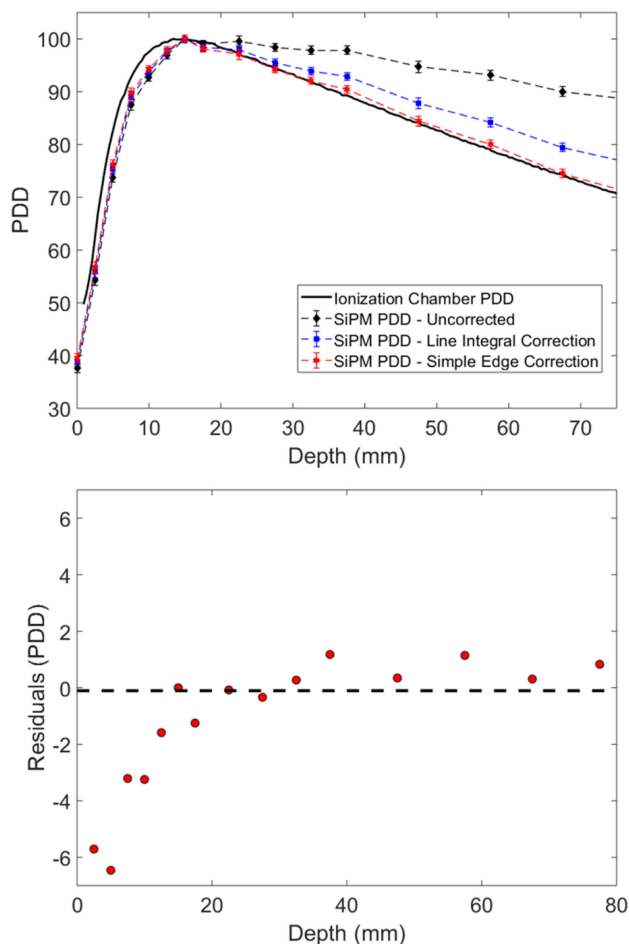 100
90
80
70
60
50
40
30
PDD
Ionization Chamber PDD
SiPM PDD - Uncorrected
SiPM PDD - Line Integral Correction
SiPM PDD - Simple Edge Correction
0 10 20 30 40 50 60 70
Depth (mm)
6
4
2
0
-2
-4
-6
Residuals (PDD)
0 20 40 60 80
Depth (mm)